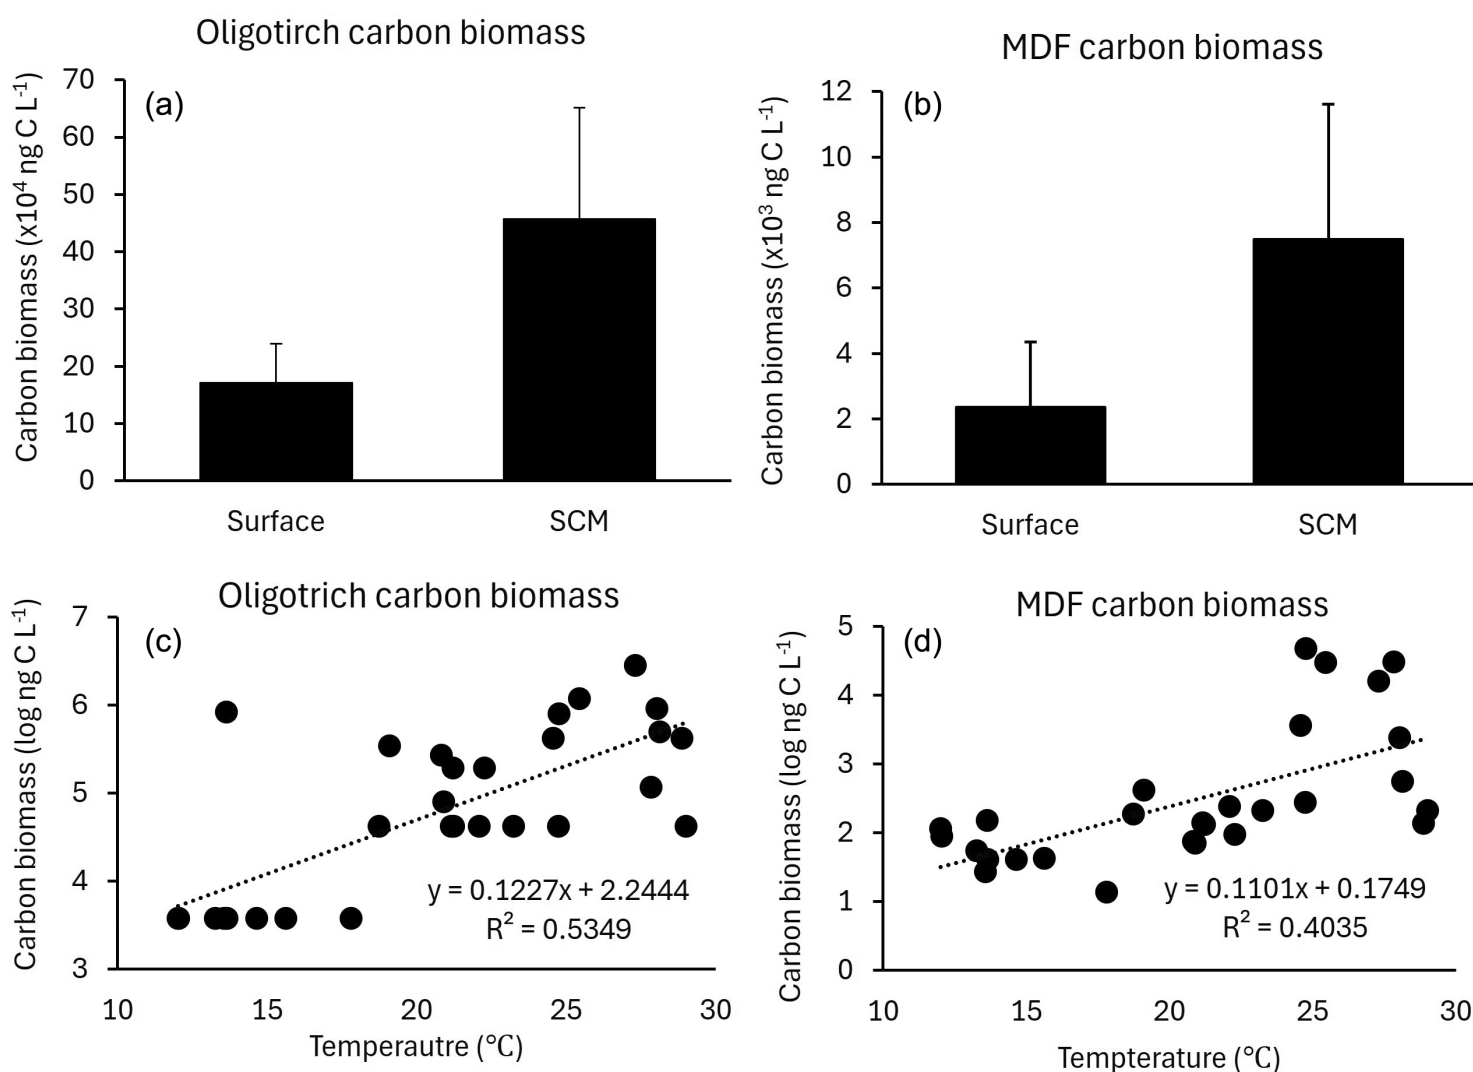 Oligotirch carbon biomass
(a)
Carbon biomass (x10⁴ ng C L⁻¹)
70
60
50
40
30
20
10
0
Surface SCM
MDF carbon biomass
(b)
Carbon biomass (x10³ ng C L⁻¹)
12
10
8
6
4
2
0
Surface SCM
Oligotrich carbon biomass
(c)
Carbon biomass (log ng C L⁻¹)
7
6
5
4
3
y = 0.1227x + 2.2444
R² = 0.5349
10 15 20 25 30
Temperautre (℃)
MDF carbon biomass
(d)
Carbon biomass (log ng C L⁻¹)
5
4
3
2
1
0
y = 0.1101x + 0.1749
R² = 0.4035
10 15 20 25 30
Tempterature (℃)